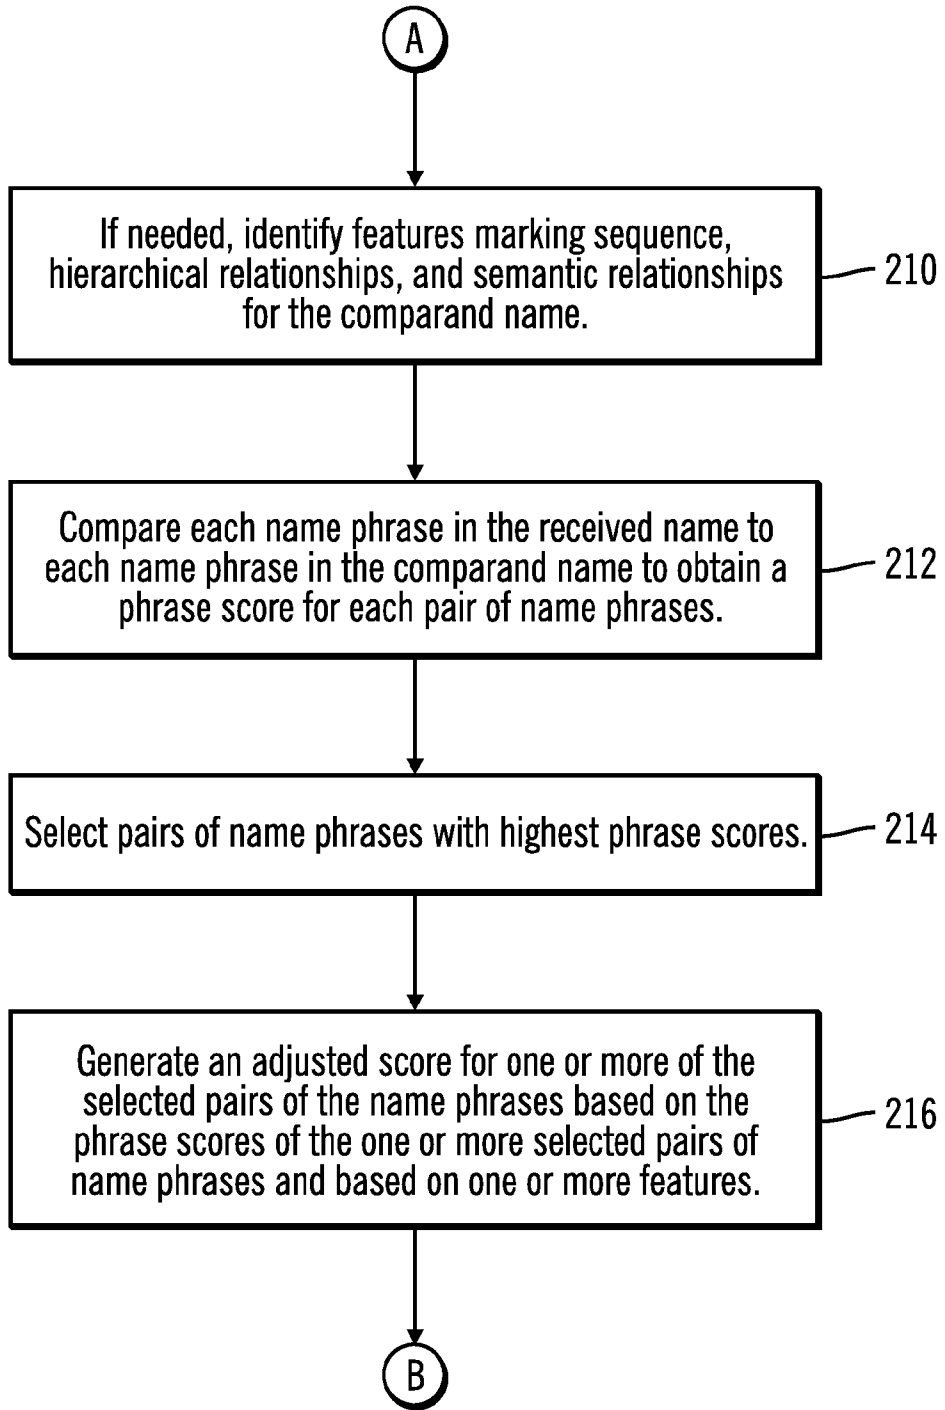 A
If needed, identify features marking sequence,
hierarchical relationships, and semantic relationships
for the comparand name.
210
Compare each name phrase in the received name to
each name phrase in the comparand name to obtain a
phrase score for each pair of name phrases.
212
Select pairs of name phrases with highest phrase scores.
214
Generate an adjusted score for one or more of the
selected pairs of the name phrases based on the
phrase scores of the one or more selected pairs of
name phrases and based on one or more features.
216
B